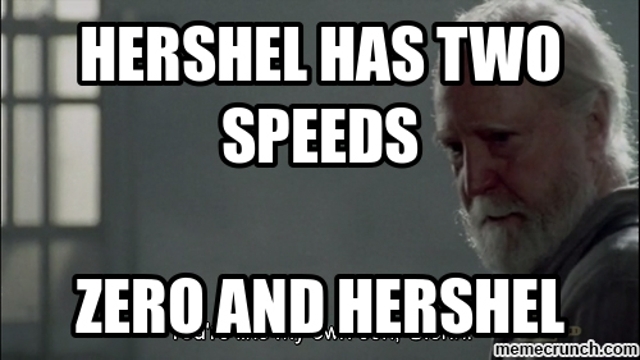 HERSHEL HAS TWO
SPEEDS
ZERO AND HERSHEL
memecrunch.com